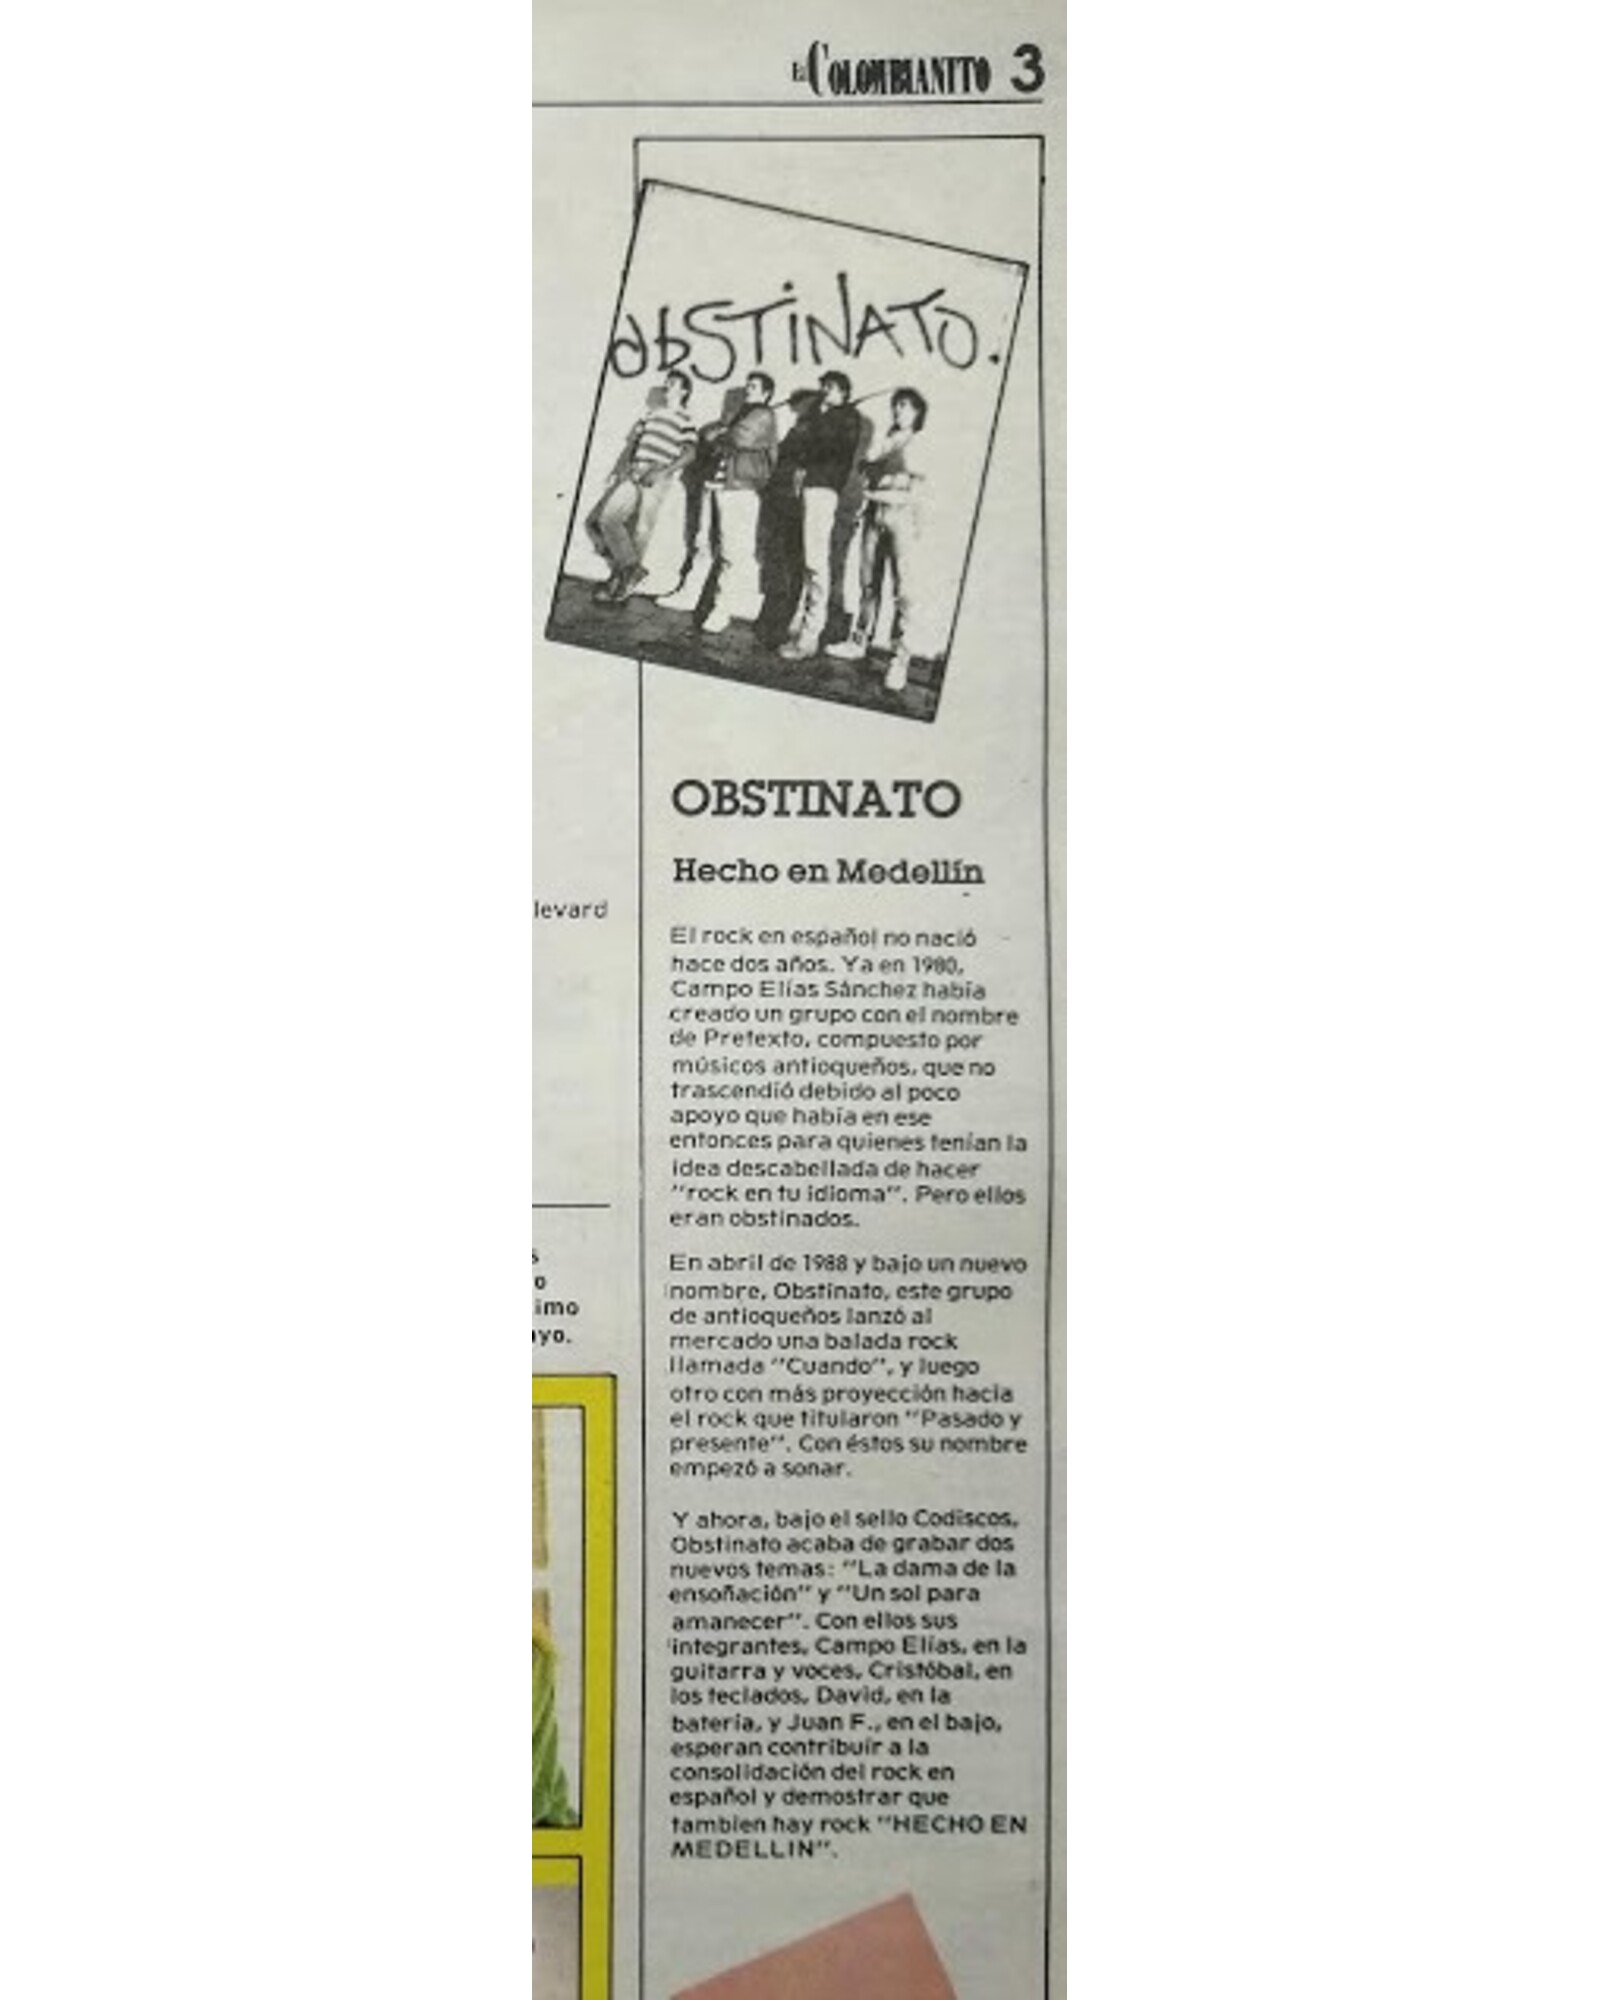 El COLOMBIANITO 3
obSTiNATO.
OBSTINATO
Hecho en Medellín
El rock en español no nació
hace dos años. Ya en 1980,
Campo Elías Sánchez había
creado un grupo con el nombre
de Pretexto, compuesto por
músicos antioqueños, que no
trascendió debido al poco
apoyo que había en ese
entonces para quienes tenían la
idea descabellada de hacer
"rock en tu idioma". Pero ellos
eran obstinados.
En abril de 1988 y bajo un nuevo
nombre, Obstinato, este grupo
de antioqueños lanzó al
mercado una balada rock
llamada "Cuando", y luego
otro con más proyección hacia
el rock que titularon "Pasado y
presente". Con éstos su nombre
empezó a sonar.
Y ahora, bajo el sello Codiscos,
Obstinato acaba de grabar dos
nuevos temas: "La dama de la
ensoñación" y "Un sol para
amanecer". Con ellos sus
integrantes, Campo Elías, en la
guitarra y voces, Cristóbal, en
los teclados, David, en la
batería, y Juan F., en el bajo,
esperan contribuir a la
consolidación del rock en
español y demostrar que
tambien hay rock "HECHO EN
MEDELLIN".
levard
s
o
imo
yo.